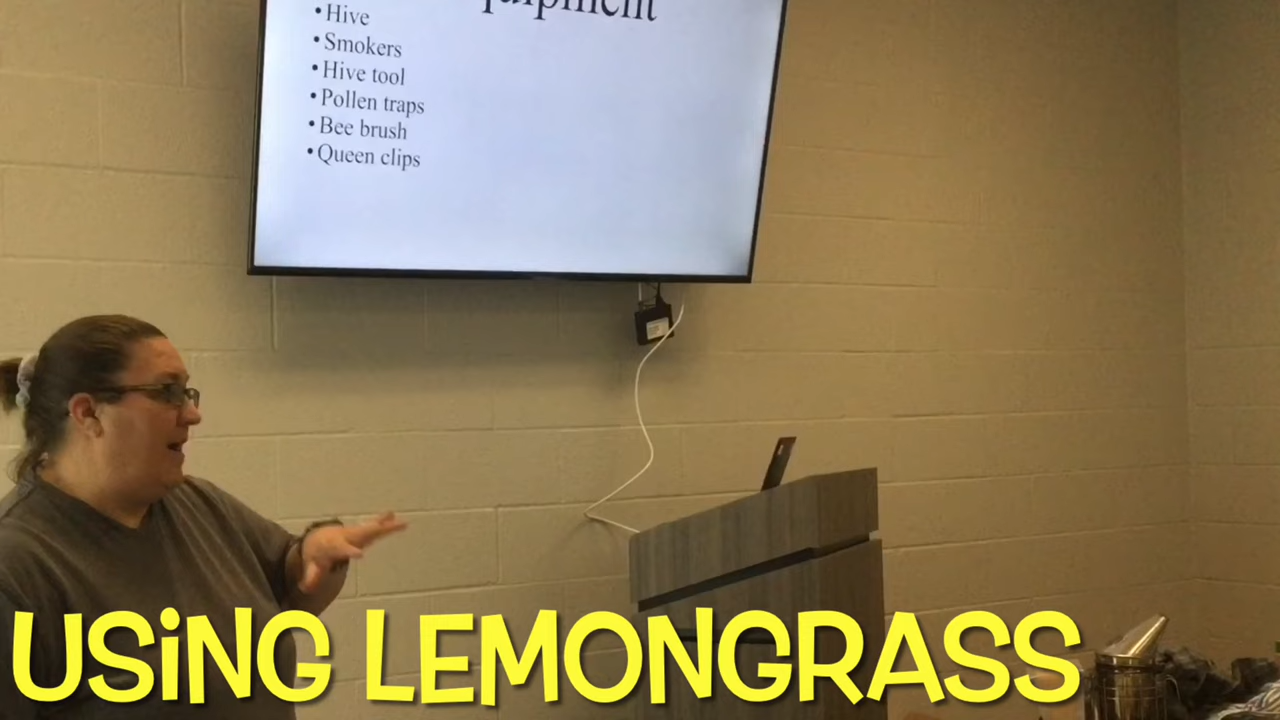 • Hive
• Smokers
• Hive tool
• Pollen traps
• Bee brush
• Queen clips
USiNG LEMONGRASS